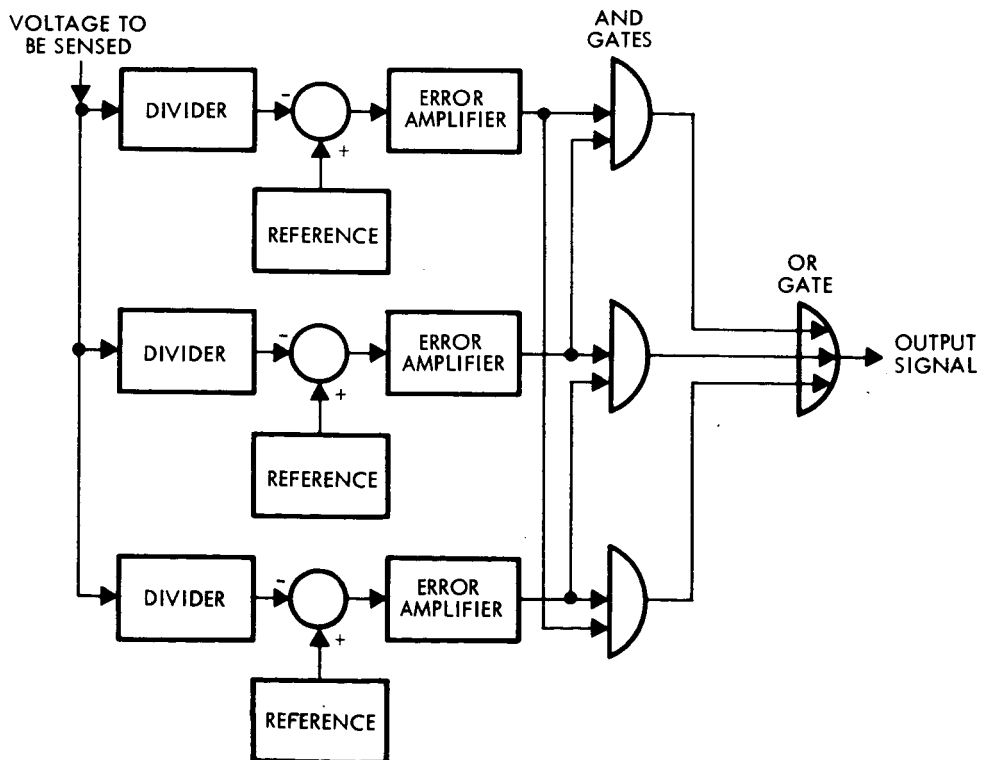 VOLTAGE TO
BE SENSED
AND
GATES
DIVIDER
-
ERROR
AMPLIFIER
+
REFERENCE
OR
GATE
DIVIDER
-
ERROR
AMPLIFIER
OUTPUT
SIGNAL
+
REFERENCE
DIVIDER
-
ERROR
AMPLIFIER
+
REFERENCE